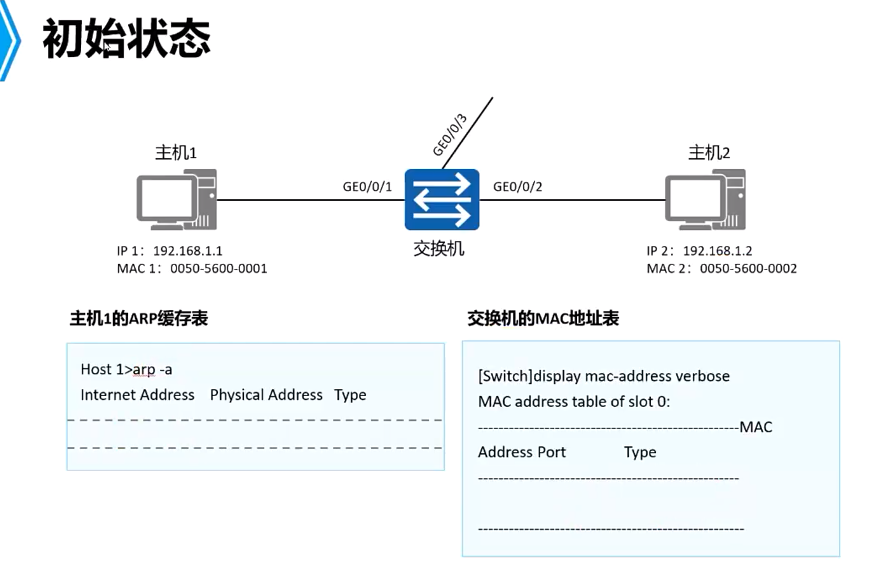 初始状态
GE0/0/3
主机1
主机2
GE0/0/1
GE0/0/2
交换机
IP 1：192.168.1.1
MAC 1：0050-5600-0001
IP 2：192.168.1.2
MAC 2：0050-5600-0002
主机1的ARP缓存表
Host 1>arp -a
Internet Address Physical Address Type
交换机的MAC地址表
[Switch]display mac-address verbose
MAC address table of slot 0:
---------------------------------------------------MAC
Address Port Type
---------------------------------------------------
----------------------------------------------------